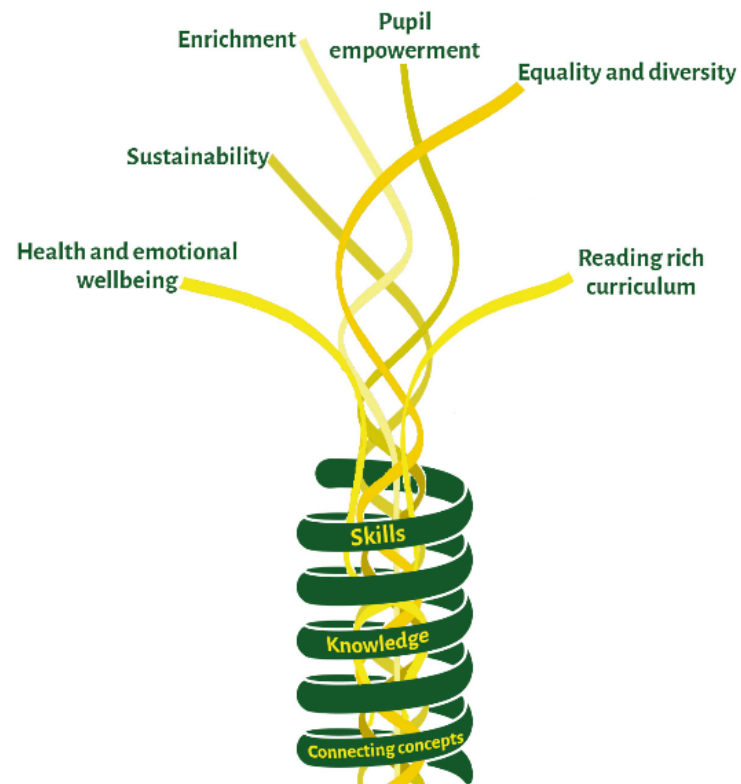 Enrichment
Pupil
empowerment
Equality and diversity
Sustainability
Health and emotional
wellbeing
Reading rich
curriculum
Skills
Knowledge
Connecting concepts